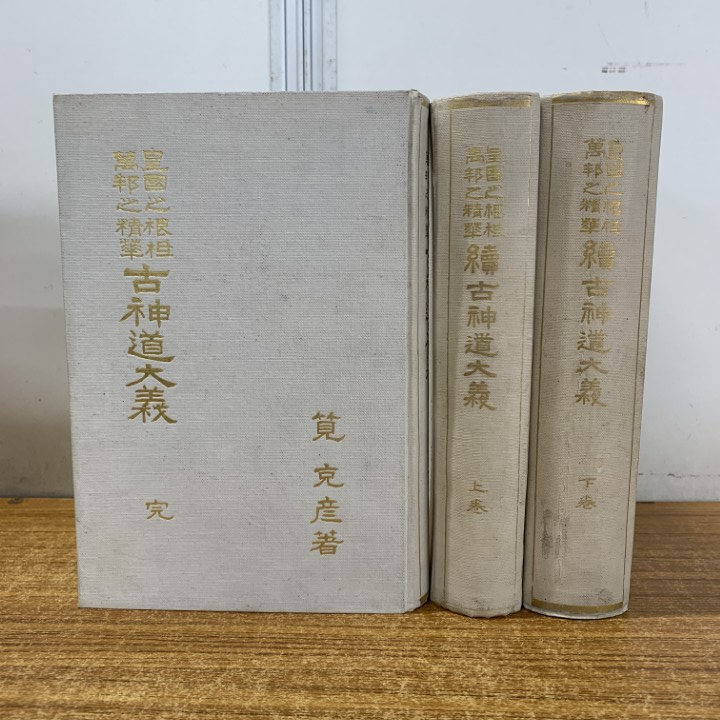 皇國之根柢
萬邦之精華
古神道大義
完
筧克彦著
皇國之根柢
萬邦之精華
續古神道大義
上巻
皇國之根柢
萬邦之精華
續古神道大義
下巻